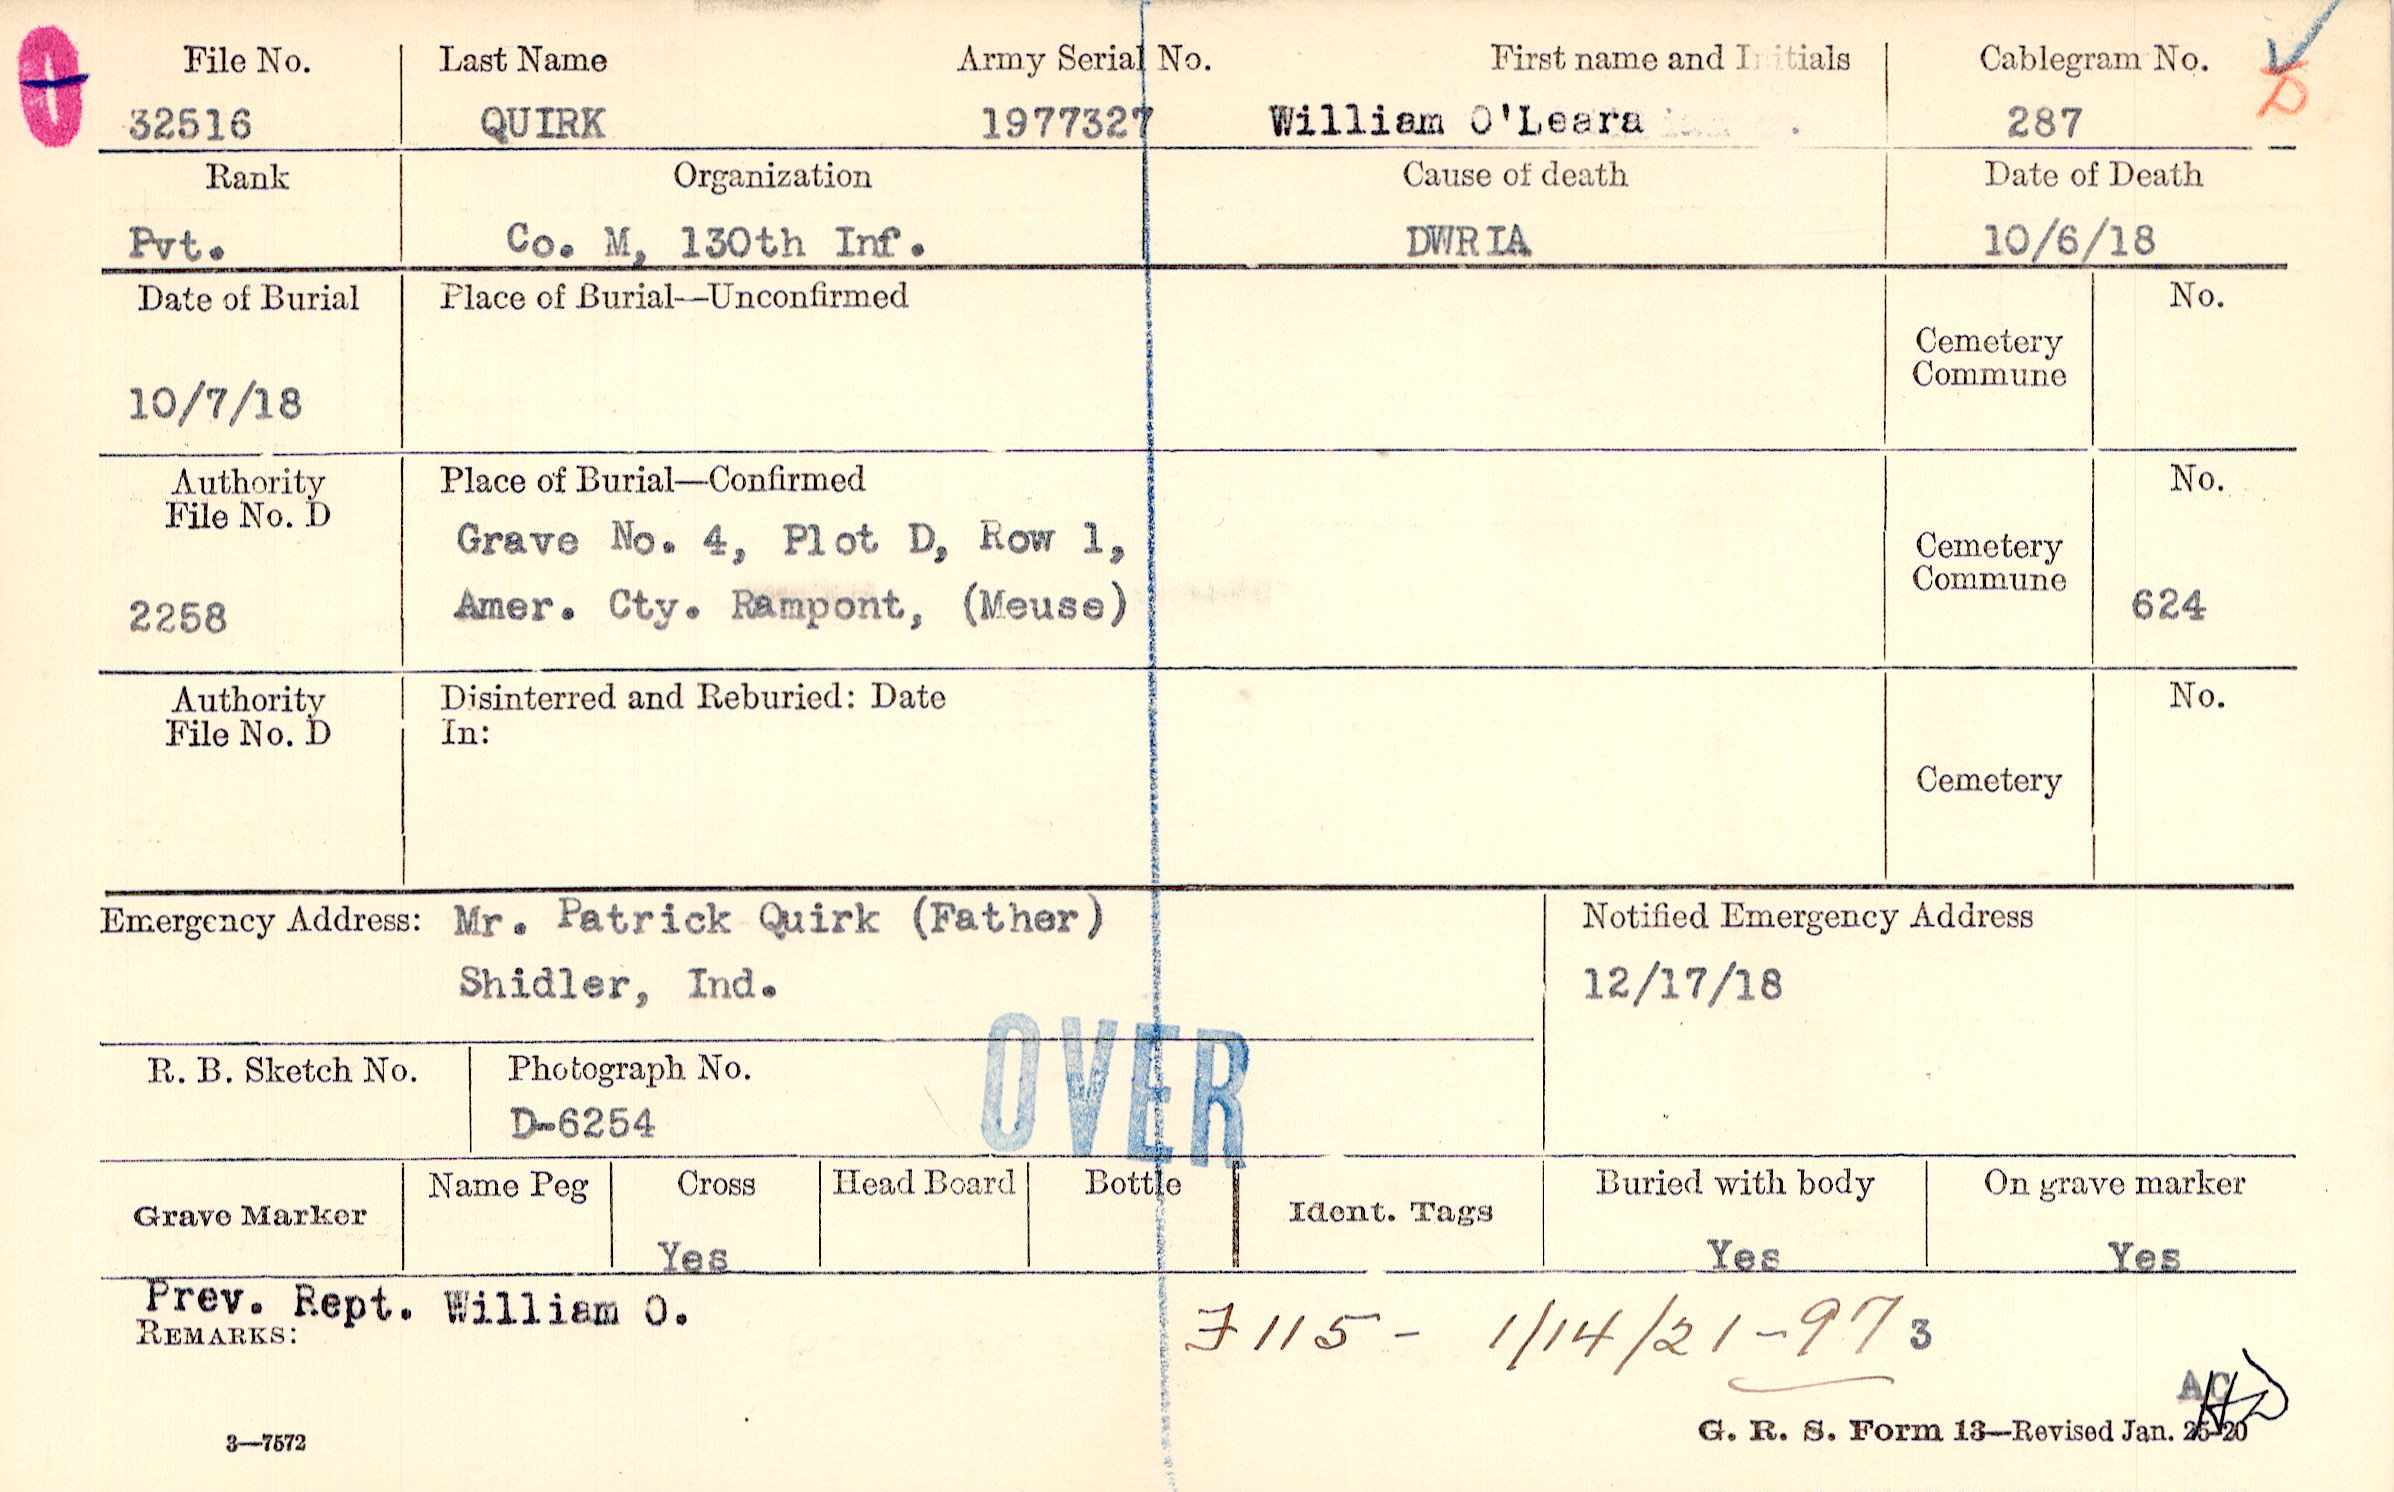 File No. Last Name Army Serial No. First name and Initials Cablegram No.
32516 QUIRK 1977327 William O'Leara 287
Rank Organization Cause of death Date of Death
Pvt. Co. M, 130th Inf. DWRIA 10/6/18
Date of Burial Place of Burial—Unconfirmed No.
Cemetery
Commune
10/7/18
Authority Place of Burial—Confirmed No.
File No. D
Grave No. 4, Plot D, Row 1,
Cemetery
Commune
2258 Amer. Cty. Rampont, (Meuse) 624
Authority Disinterred and Reburied: Date No.
File No. D In:
Cemetery
Emergency Address: Mr. Patrick Quirk (Father) Notified Emergency Address
Shidler, Ind. 12/17/18
OVER
R. B. Sketch No. Photograph No.
D-6254
Grave Marker Name Peg Cross Head Board Bottle Ident. Tags Buried with body On grave marker
Yes Yes Yes
Prev. Rept. William O.
REMARKS: F115 - 1/14/21-97 3
AC
G. R. S. Form 13—Revised Jan. 25-20
3—7572